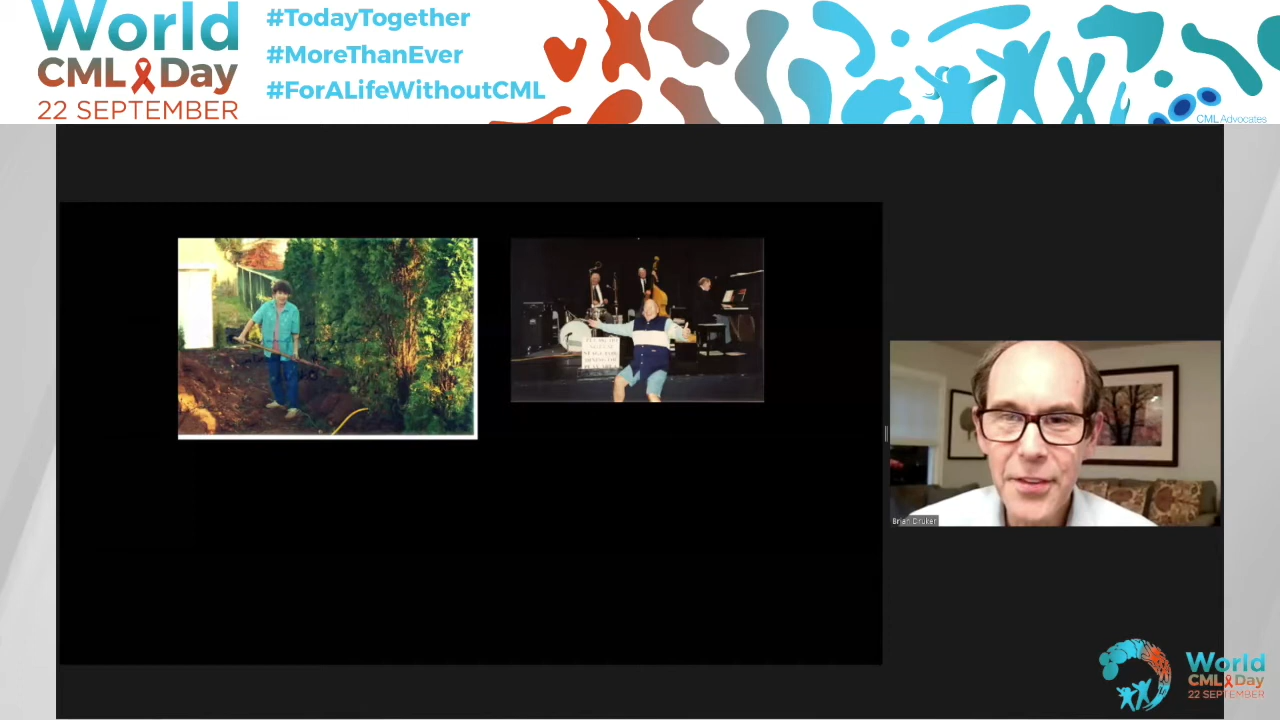 World
CML Day
22 SEPTEMBER
#TodayTogether
#MoreThanEver
#ForALifeWithoutCML
CML Advocates
Brian Druker
World
CML Day
22 SEPTEMBER